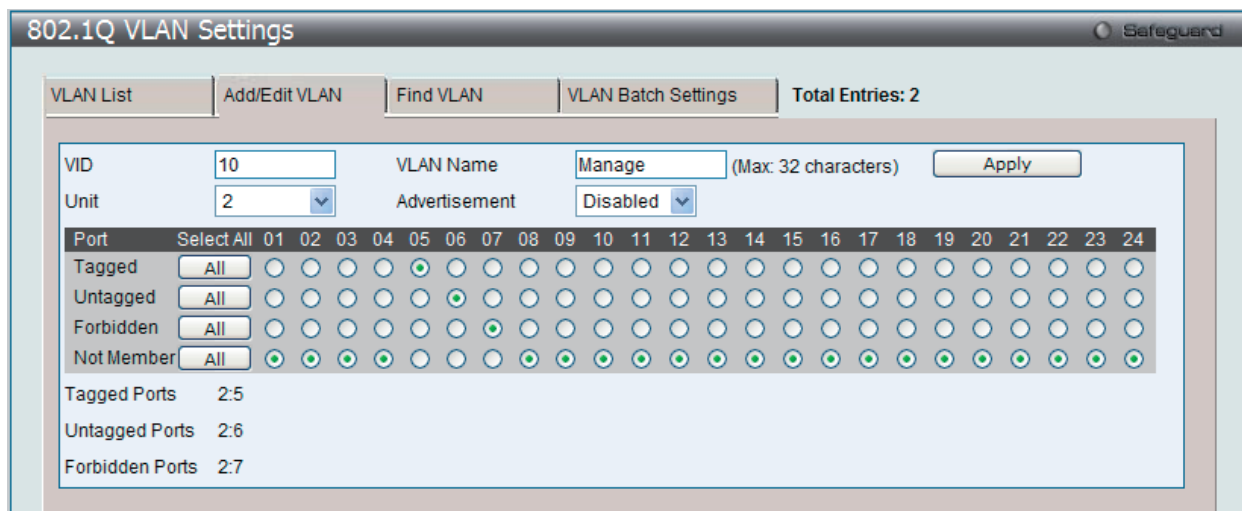 802.1Q VLAN Settings Safeguard
VLAN List Add/Edit VLAN Find VLAN VLAN Batch Settings Total Entries: 2
VID 10 VLAN Name Manage (Max: 32 characters) Apply
Unit 2 Advertisement Disabled
Port Select All 01 02 03 04 05 06 07 08 09 10 11 12 13 14 15 16 17 18 19 20 21 22 23 24
Tagged All
Untagged All
Forbidden All
Not Member All
Tagged Ports 2:5
Untagged Ports 2:6
Forbidden Ports 2:7